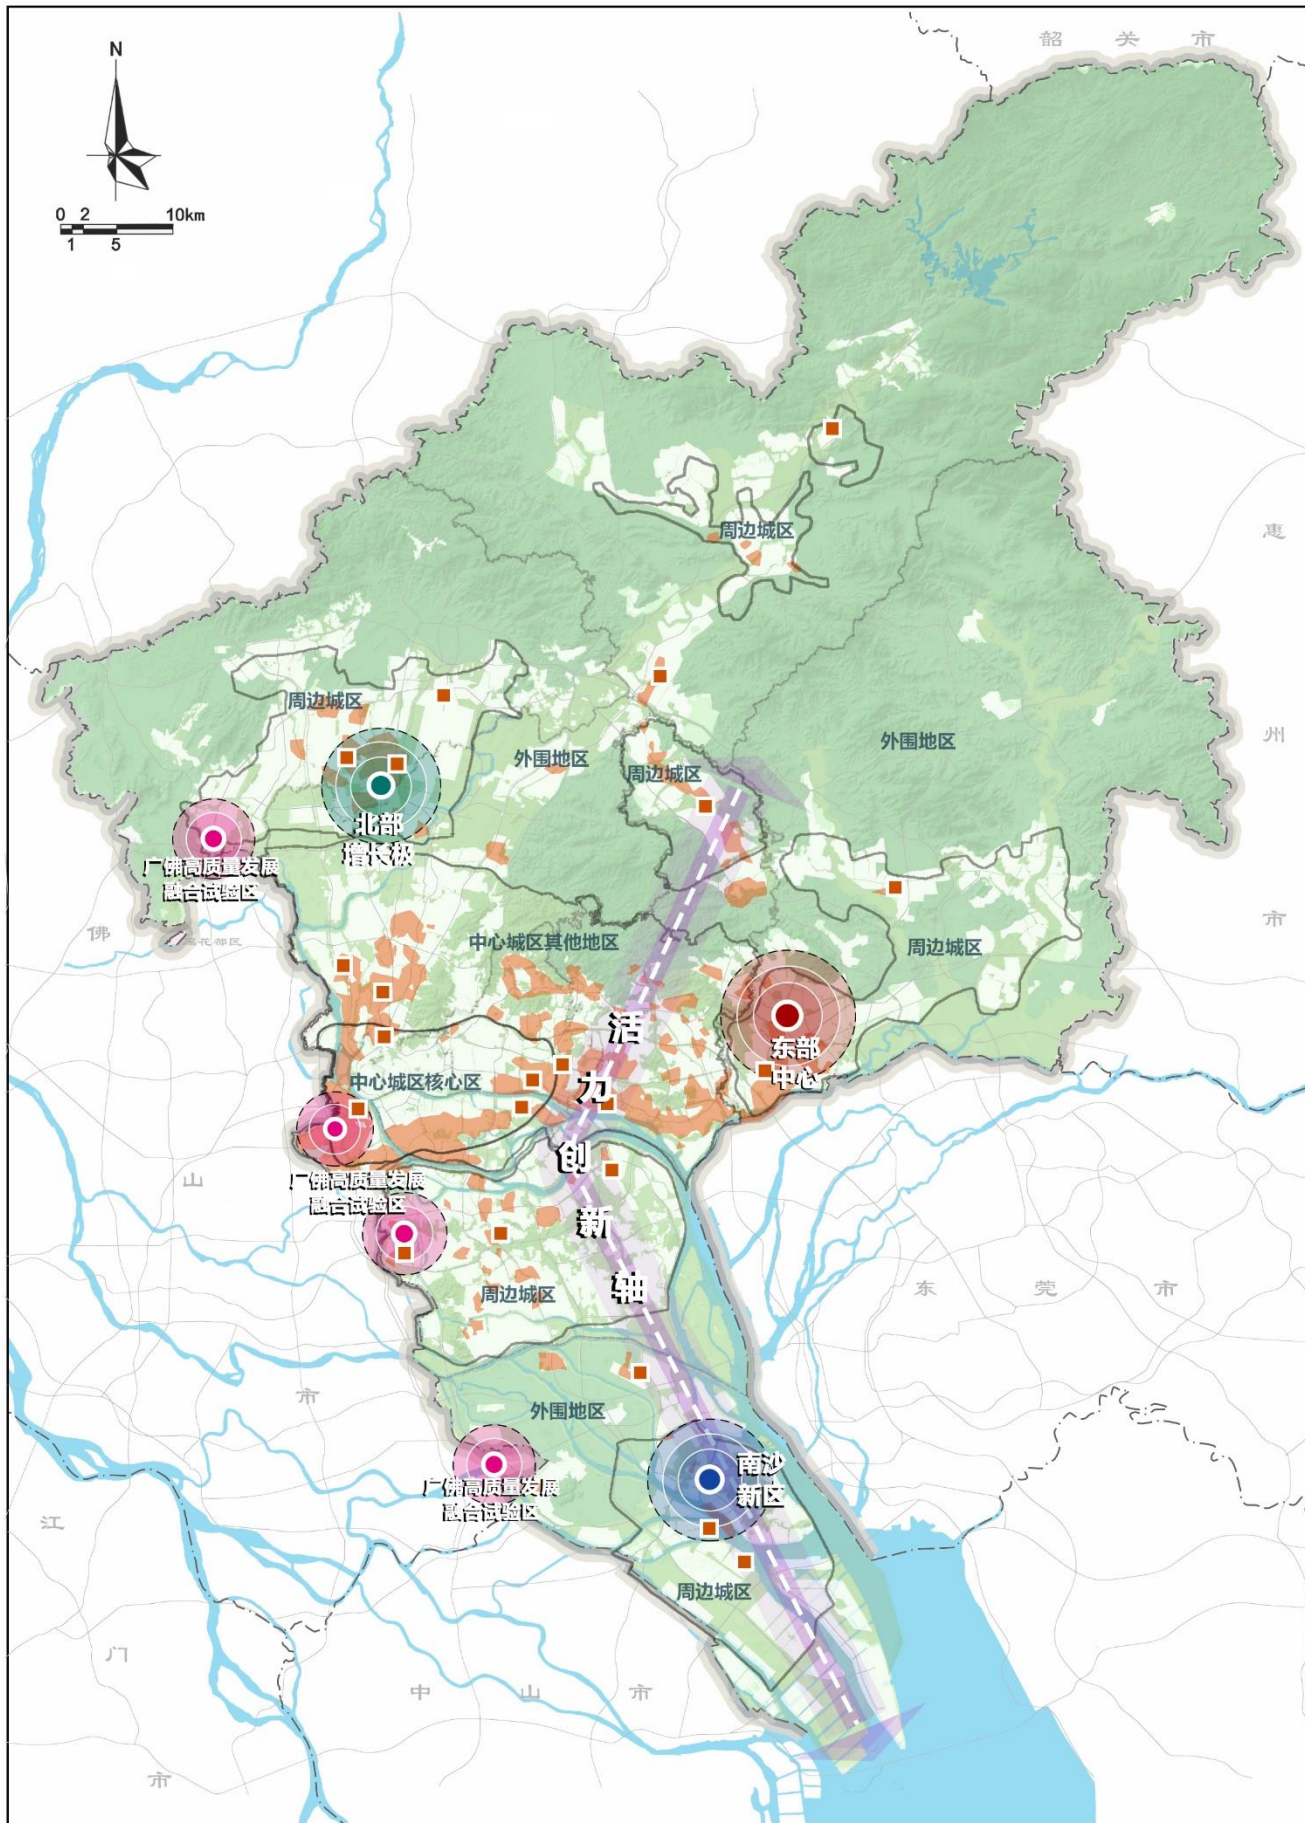 韶关市
N
0 2 10km
1 5
周边城区
惠州市
周边城区
外围地区
外围地区
周边城区
北部
增长极
广佛高质量发展
融合试验区
佛山市
中心城区其他地区
周边城区
活力创新轴
东部
中心
中心城区核心区
广佛高质量发展
融合试验区
周边城区
东莞市
外围地区
南沙
新区
广佛高质量发展
融合试验区
周边城区
江门市
中山市